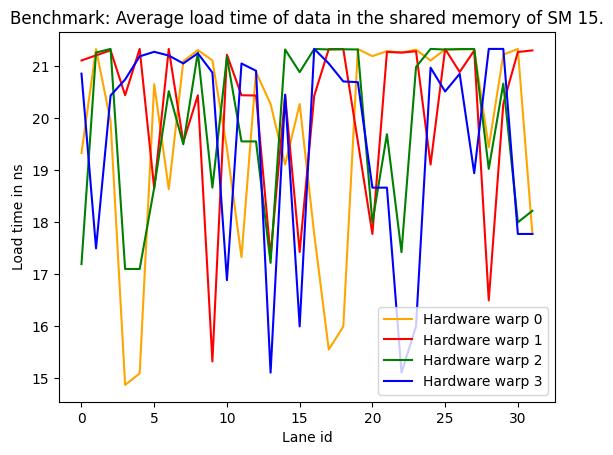 Benchmark: Average load time of data in the shared memory of SM 15.
Load time in ns
21
20
19
18
17
16
15
Hardware warp 0
Hardware warp 1
Hardware warp 2
Hardware warp 3
0
5
10
15
20
25
30
Lane id